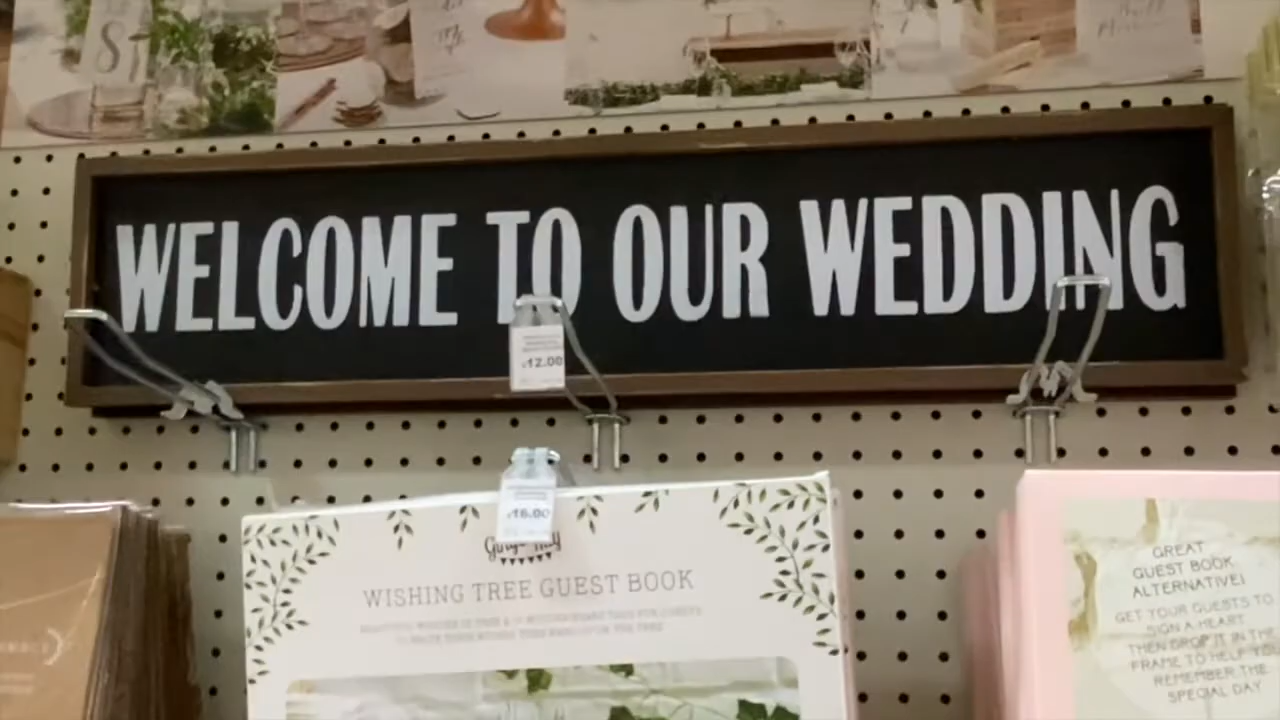 WELCOME TO OUR WEDDING
£12.00
£16.00
WISHING TREE GUEST BOOK
GREAT
GUEST BOOK
ALTERNATIVE!
GET YOUR GUESTS TO
SIGN A HEART
THEN DROP IT IN THE
FRAME TO HELP YOU
REMEMBER THE
SPECIAL DAY